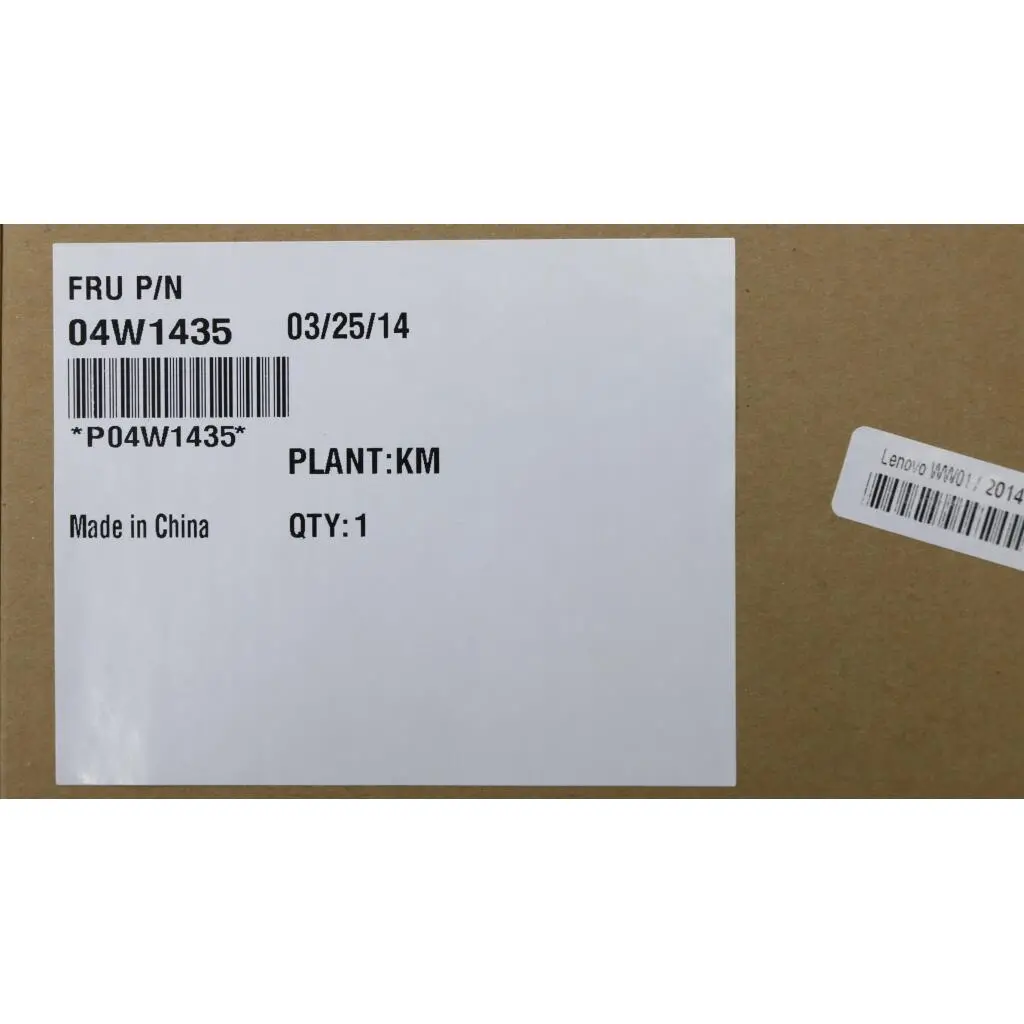 FRU P/N
04W1435 03/25/14
*P04W1435*
PLANT:KM
Made in China QTY: 1
Lenovo WW01 / 2014